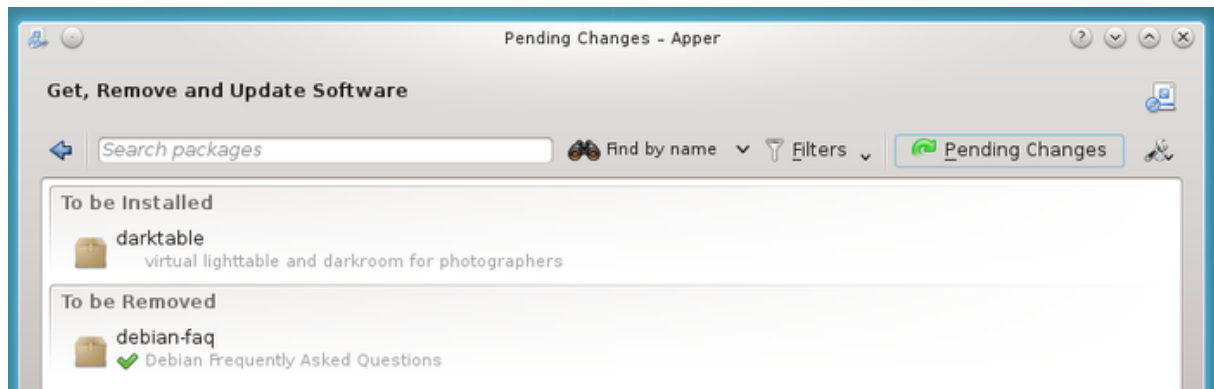 Pending Changes – Apper
Get, Remove and Update Software
Search packages Find by name Filters Pending Changes
To be Installed
darktable
virtual lighttable and darkroom for photographers
To be Removed
debian-faq
Debian Frequently Asked Questions